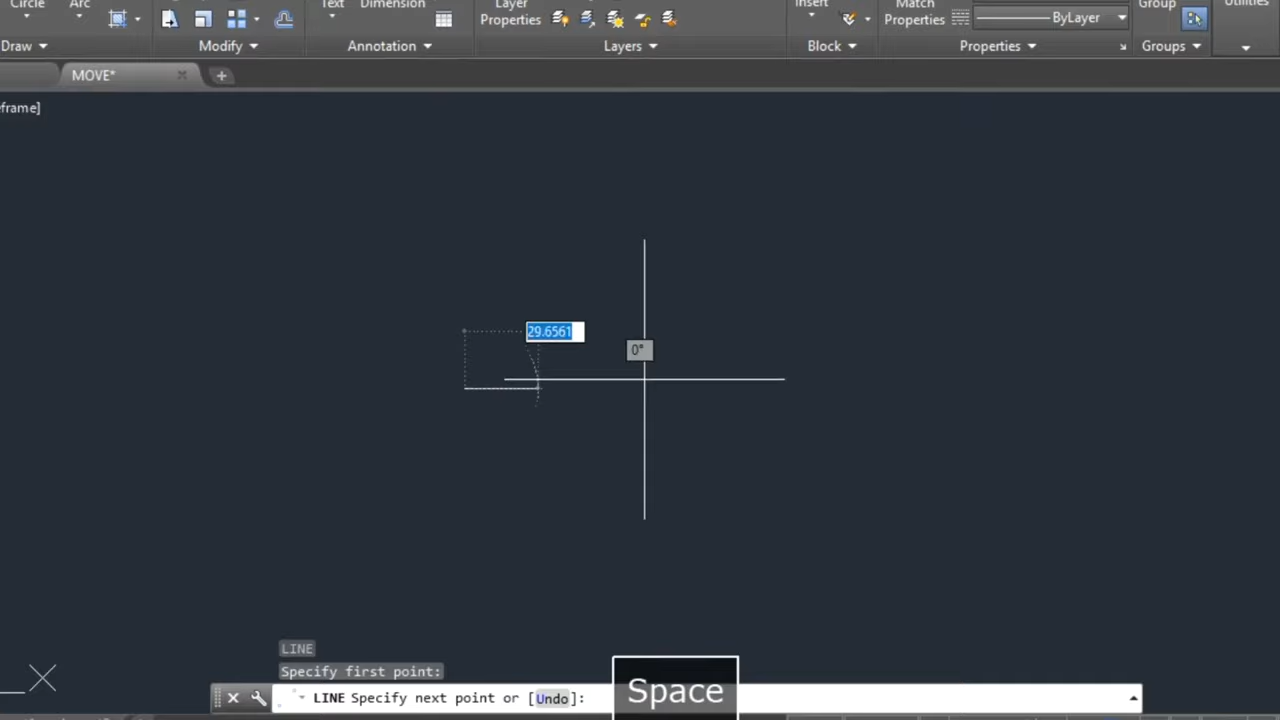 Circle Arc Text Dimension Layer Properties Insert Match Properties ByLayer Group Utilities
Draw Modify Annotation Layers Block Properties Groups
MOVE*
eframe]
29.6561
0°
LINE
Specify first point:
LINE Specify next point or [Undo]:
Space